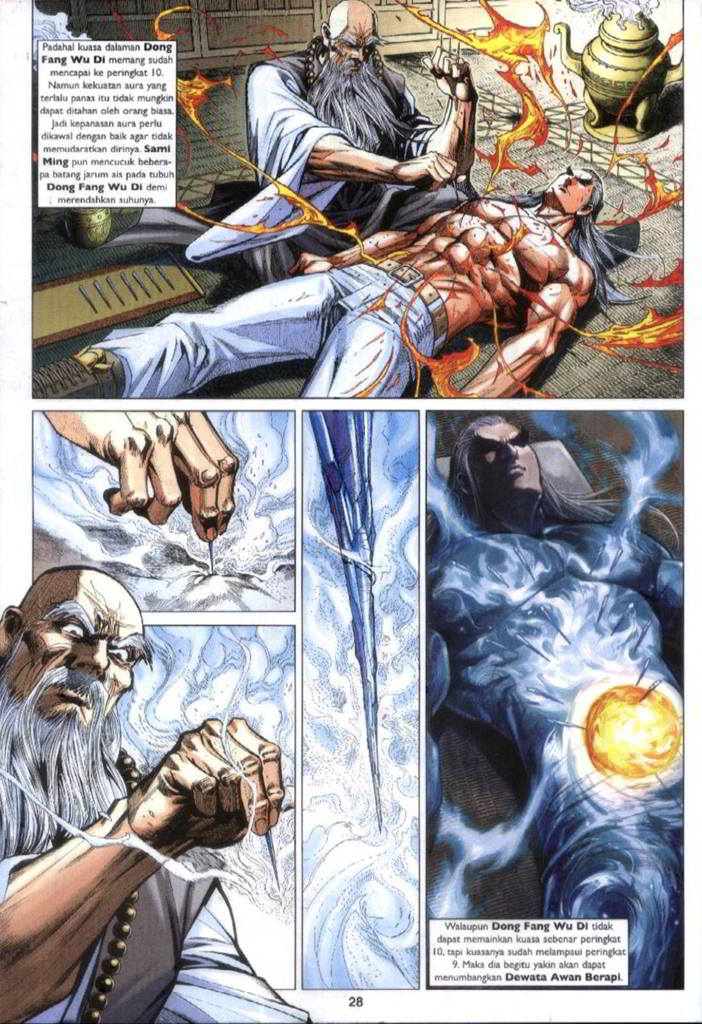 Padahal kuasa dalaman Dong
Fang Wu Di memang sudah
mencapai ke peringkat 10.
Namun kekuatan aura yang
terlalu panas itu tidak mungkin
dapat ditahan oleh orang biasa.
Jadi kepanasan aura perlu
dikawal dengan baik agar tidak
memudaratkan dirinya. Sami
Ming pun mencucuk bebera-
pa batang jarum ais pada tubuh
Dong Fang Wu Di demi
merendahkan suhunya.
Walaupun Dong Fang Wu Di tidak
dapat memainkan kuasa sebenar peringkat
10, tapi kuasanya sudah melampaui peringkat
9. Maka dia begitu yakin akan dapat
menumbangkan Dewata Awan Berapi.
28